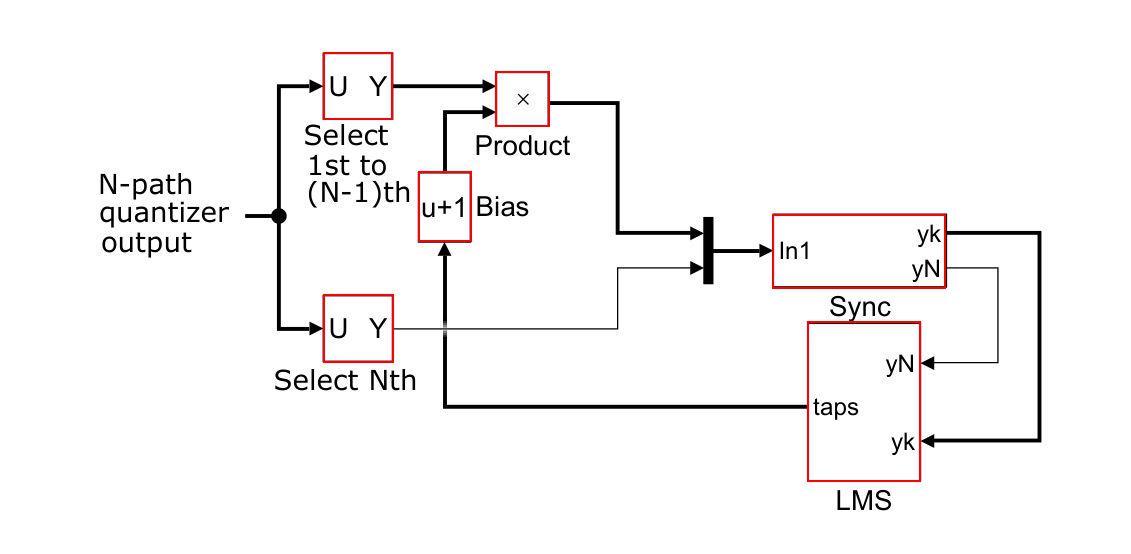 U Y
Select
1st to
(N-1)th
×
Product
N-path
quantizer
output
u+1
Bias
U Y
Select Nth
In1
yk
yN
Sync
yN
taps
yk
LMS